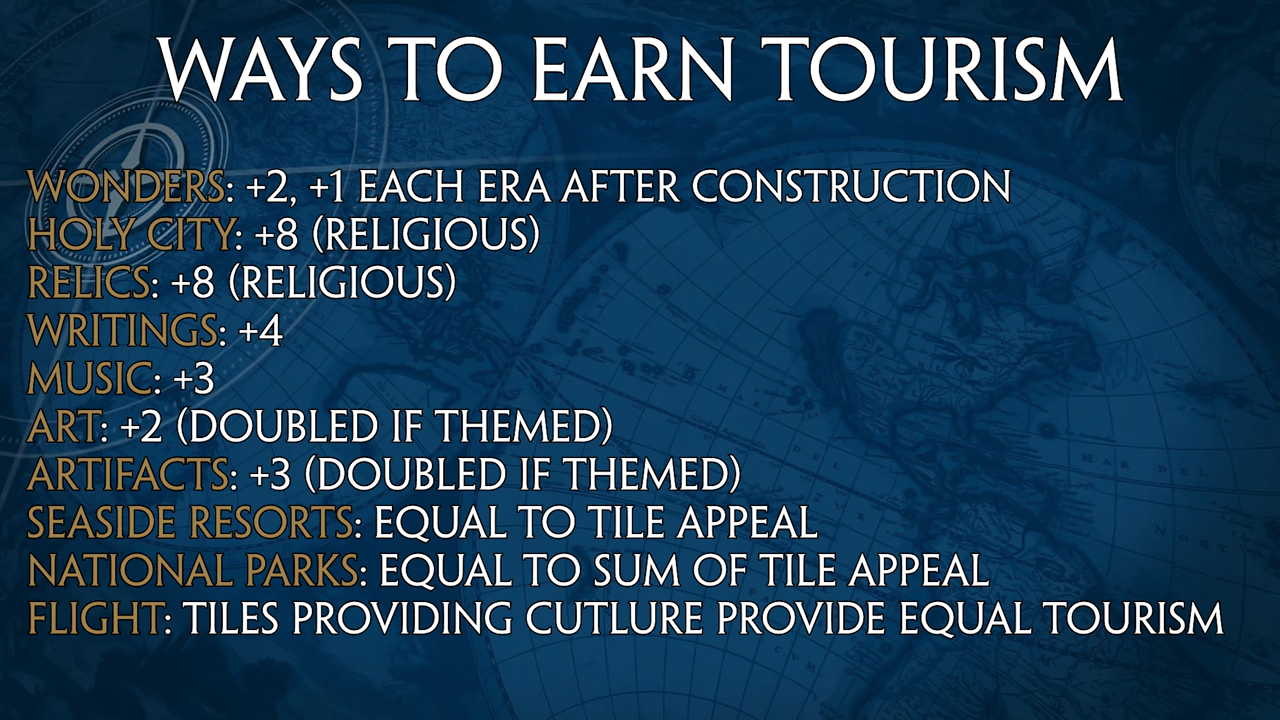 WAYS TO EARN TOURISM
WONDERS: +2, +1 EACH ERA AFTER CONSTRUCTION
HOLY CITY: +8 (RELIGIOUS)
RELICS: +8 (RELIGIOUS)
WRITINGS: +4
MUSIC: +3
ART: +2 (DOUBLED IF THEMED)
ARTIFACTS: +3 (DOUBLED IF THEMED)
SEASIDE RESORTS: EQUAL TO TILE APPEAL
NATIONAL PARKS: EQUAL TO SUM OF TILE APPEAL
FLIGHT: TILES PROVIDING CUTLURE PROVIDE EQUAL TOURISM
MAR DEL